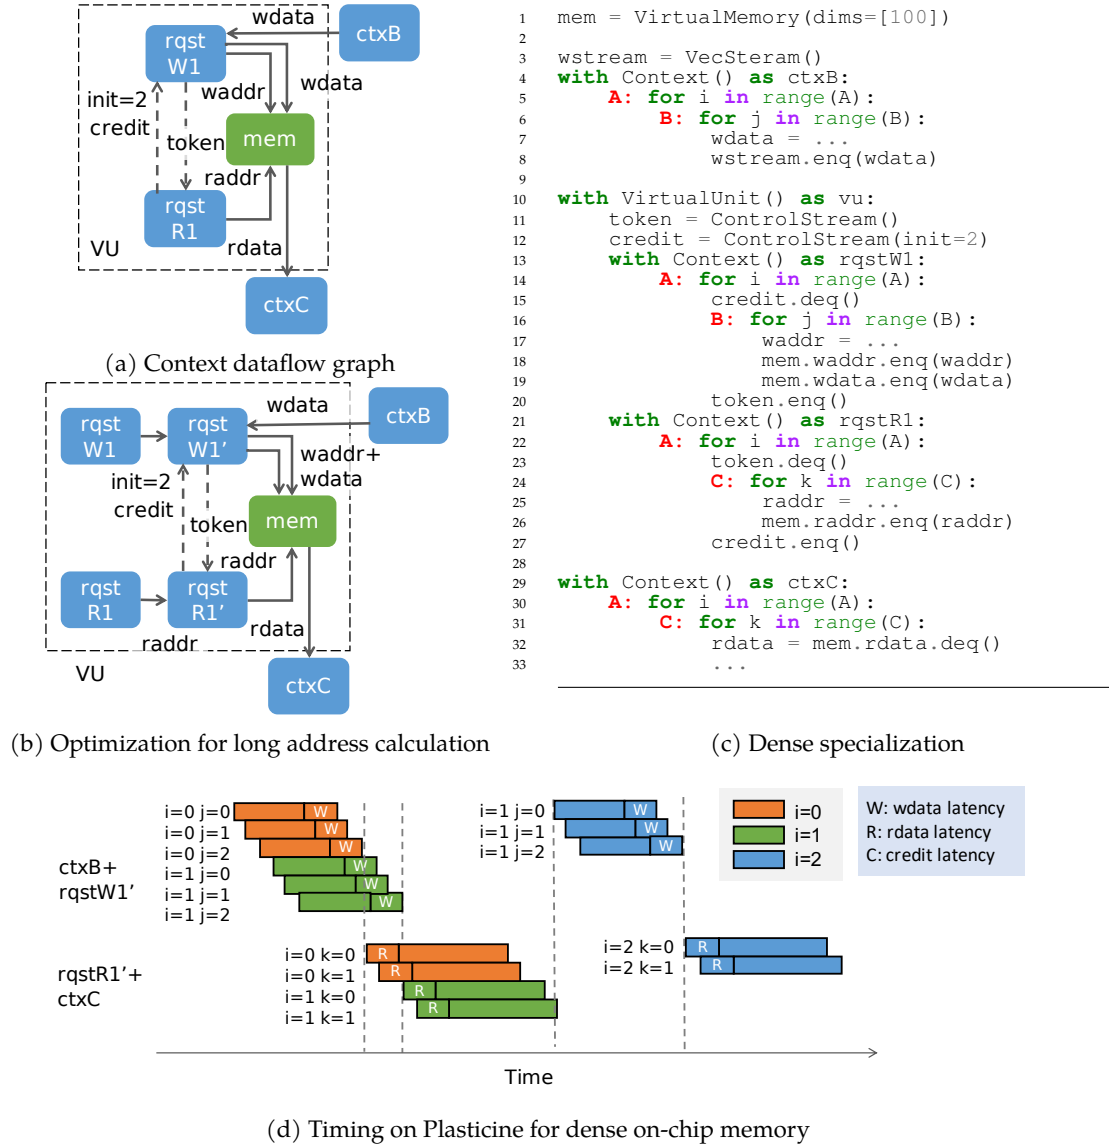 wdata
ctxB
rqst
W1
wdata
waddr
init=2
credit
token
mem
raddr
rqst
R1
VU
rdata
ctxC
(a) Context dataflow graph
wdata
ctxB
rqst
W1
rqst
W1’
waddr+
wdata
init=2
credit
token
mem
raddr
rqst
R1
rqst
R1’
raddr
rdata
VU
ctxC
(b) Optimization for long address calculation
1 mem = VirtualMemory(dims=[100])
2
3 wstream = VecSteram()
4 with Context() as ctxB:
5 A: for i in range(A):
6 B: for j in range(B):
7 wdata = ...
8 wstream.enq(wdata)
9
10 with VirtualUnit() as vu:
11 token = ControlStream()
12 credit = ControlStream(init=2)
13 with Context() as rqstW1:
14 A: for i in range(A):
15 credit.deq()
16 B: for j in range(B):
17 waddr = ...
18 mem.waddr.enq(waddr)
19 mem.wdata.enq(wdata)
20 token.enq()
21 with Context() as rqstR1:
22 A: for i in range(A):
23 token.deq()
24 C: for k in range(C):
25 raddr = ...
26 mem.raddr.enq(raddr)
27 credit.enq()
28
29 with Context() as ctxC:
30 A: for i in range(A):
31 C: for k in range(C):
32 rdata = mem.rdata.deq()
33 ...
(c) Dense specialization
ctxB+
rqstW1’
i=0 j=0 W
i=0 j=1 W
i=0 j=2 W
i=1 j=0 W
i=1 j=1 W
i=1 j=2 W
i=1 j=0 W
i=1 j=1 W
i=1 j=2 W
i=0
i=1
i=2
W: wdata latency
R: rdata latency
C: credit latency
rqstR1’+
ctxC
i=0 k=0 R
i=0 k=1 R
i=1 k=0 R
i=1 k=1 R
i=2 k=0 R
i=2 k=1 R
Time
(d) Timing on Plasticine for dense on-chip memory